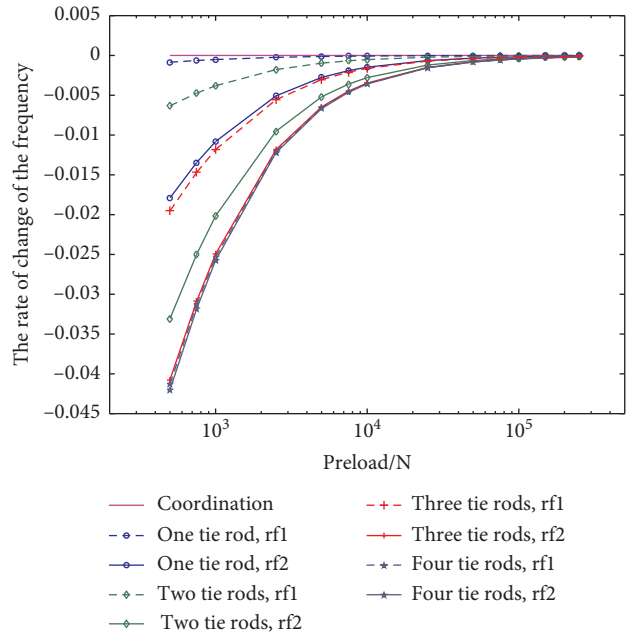 0.005
0
−0.005
−0.01
−0.015
−0.02
−0.025
−0.03
−0.035
−0.04
−0.045
The rate of change of the frequency
10³ 10⁴ 10⁵
Preload/N
Coordination
One tie rod, rf1
One tie rod, rf2
Two tie rods, rf1
Two tie rods, rf2
Three tie rods, rf1
Three tie rods, rf2
Four tie rods, rf1
Four tie rods, rf2